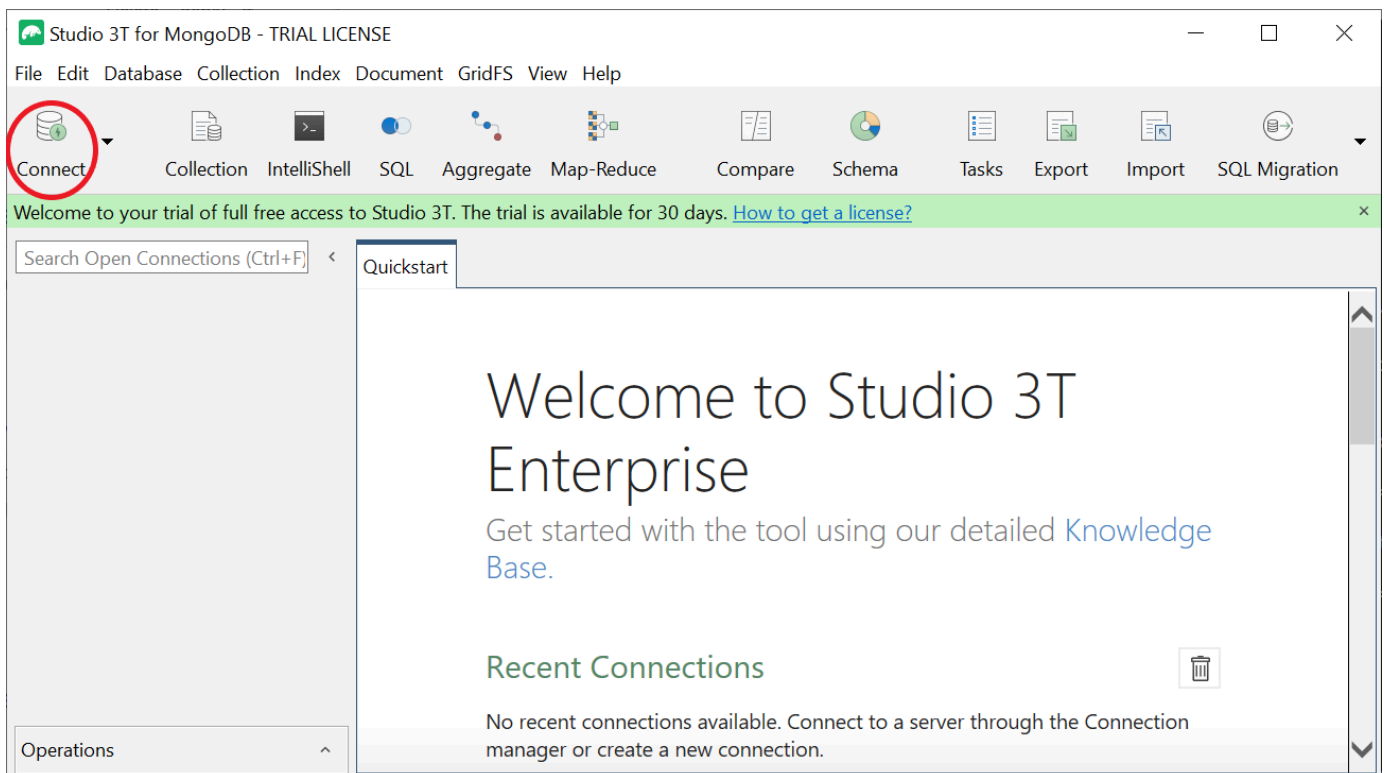 Studio 3T for MongoDB - TRIAL LICENSE
File Edit Database Collection Index Document GridFS View Help
Connect Collection IntelliShell SQL Aggregate Map-Reduce Compare Schema Tasks Export Import SQL Migration
Welcome to your trial of full free access to Studio 3T. The trial is available for 30 days. How to get a license?
Search Open Connections (Ctrl+F)
Quickstart
Welcome to Studio 3T
Enterprise
Get started with the tool using our detailed Knowledge
Base.
Recent Connections
No recent connections available. Connect to a server through the Connection
manager or create a new connection.
Operations